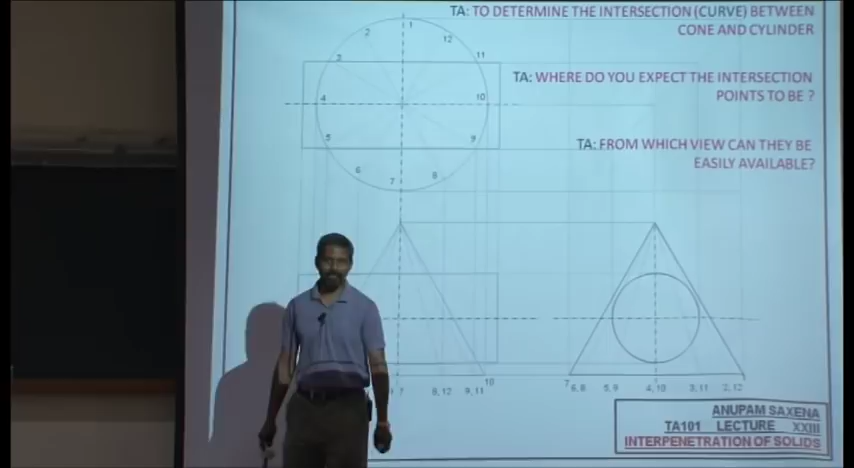 TA: TO DETERMINE THE INTERSECTION (CURVE) BETWEEN
CONE AND CYLINDER
TA: WHERE DO YOU EXPECT THE INTERSECTION
POINTS TO BE ?
TA: FROM WHICH VIEW CAN THEY BE
EASILY AVAILABLE?
1
2
12
3
11
4
10
5
9
6
8
7
7
8,12
9,11
10
7
6,8
5,9
4,10
3,11
2,12
ANUPAM SAXENA
TA101 LECTURE XXIII
INTERPENETRATION OF SOLIDS